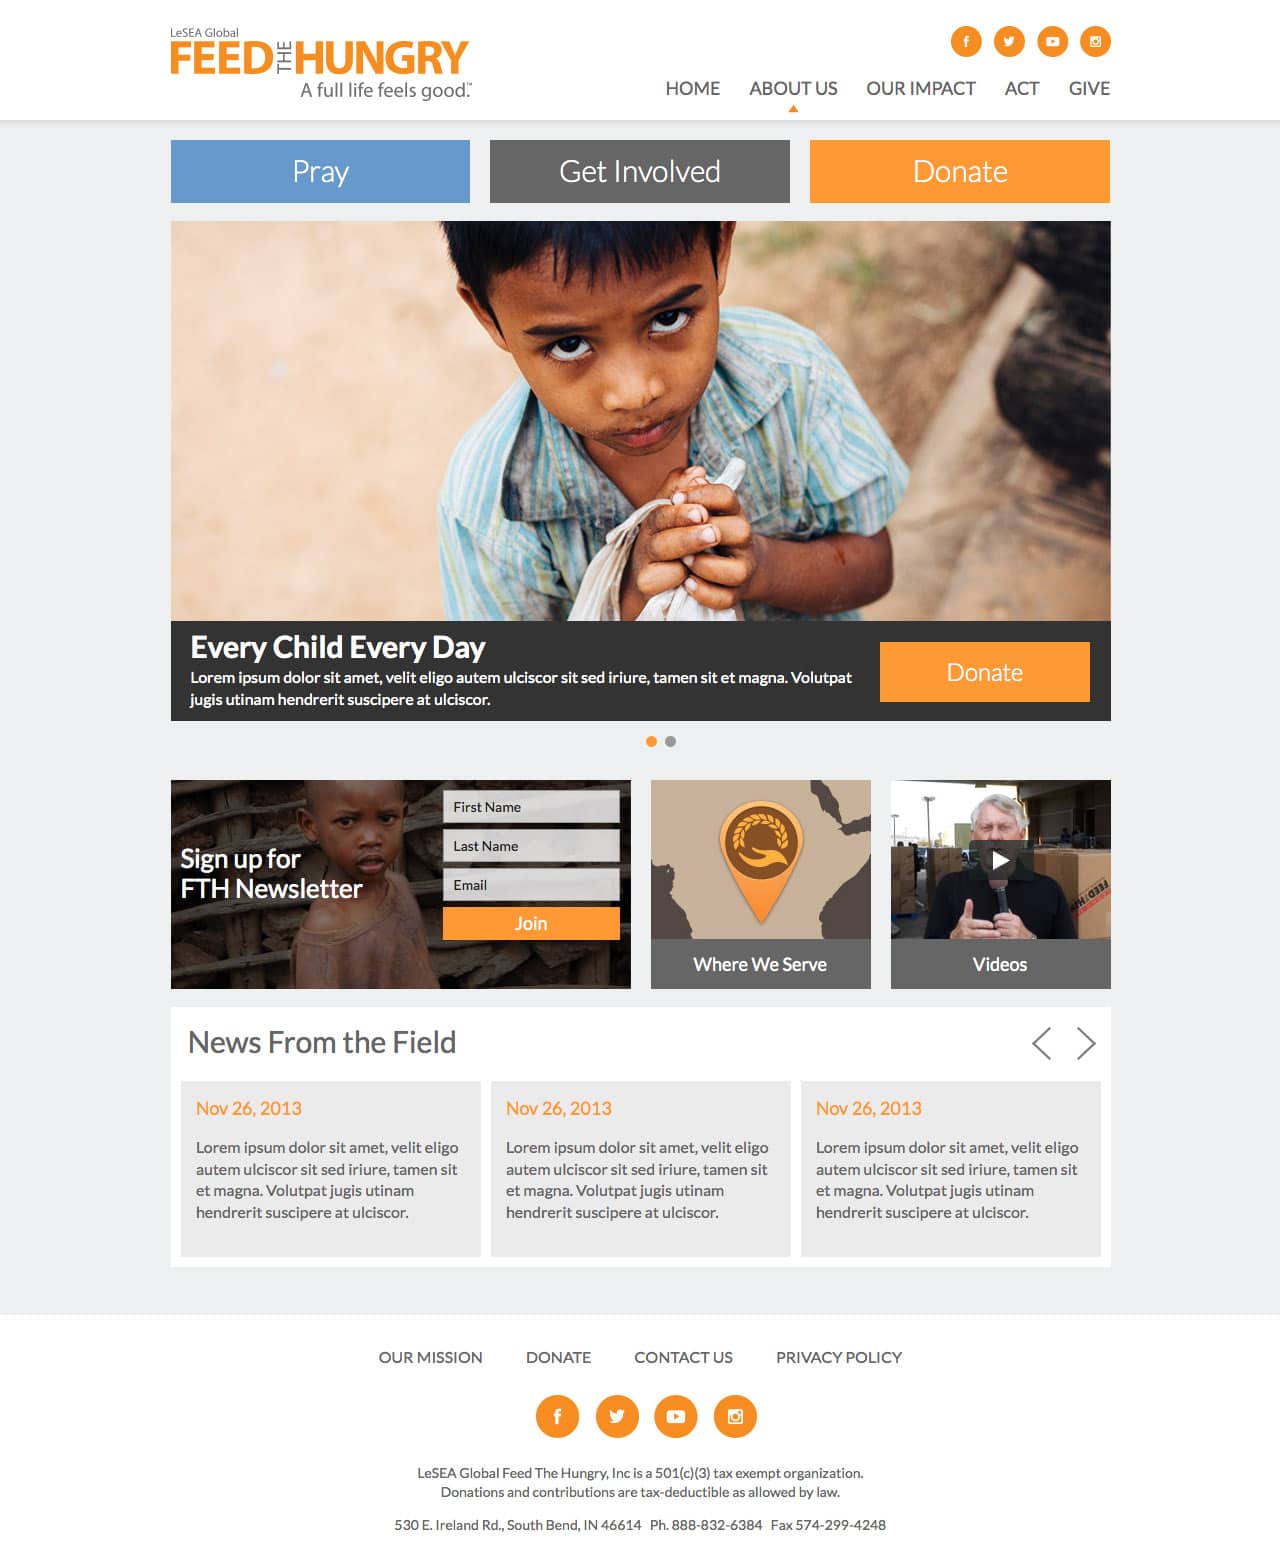 LeSEA Global
FEED THE HUNGRY
A full life feels good.™
HOME ABOUT US OUR IMPACT ACT GIVE
Pray Get Involved Donate
Every Child Every Day
Lorem ipsum dolor sit amet, velit eligo autem ulciscor sit sed iriure, tamen sit et magna. Volutpat
jugis utinam hendrerit suscipere at ulciscor.
Donate
Sign up for
FTH Newsletter
First Name
Last Name
Email
Join
Where We Serve
FEED THE HUN
Videos
News From the Field
Nov 26, 2013
Lorem ipsum dolor sit amet, velit eligo
autem ulciscor sit sed iriure, tamen sit
et magna. Volutpat jugis utinam
hendrerit suscipere at ulciscor.
Nov 26, 2013
Lorem ipsum dolor sit amet, velit eligo
autem ulciscor sit sed iriure, tamen sit
et magna. Volutpat jugis utinam
hendrerit suscipere at ulciscor.
Nov 26, 2013
Lorem ipsum dolor sit amet, velit eligo
autem ulciscor sit sed iriure, tamen sit
et magna. Volutpat jugis utinam
hendrerit suscipere at ulciscor.
OUR MISSION DONATE CONTACT US PRIVACY POLICY
LeSEA Global Feed The Hungry, Inc is a 501(c)(3) tax exempt organization.
Donations and contributions are tax-deductible as allowed by law.
530 E. Ireland Rd., South Bend, IN 46614 Ph. 888-832-6384 Fax 574-299-4248